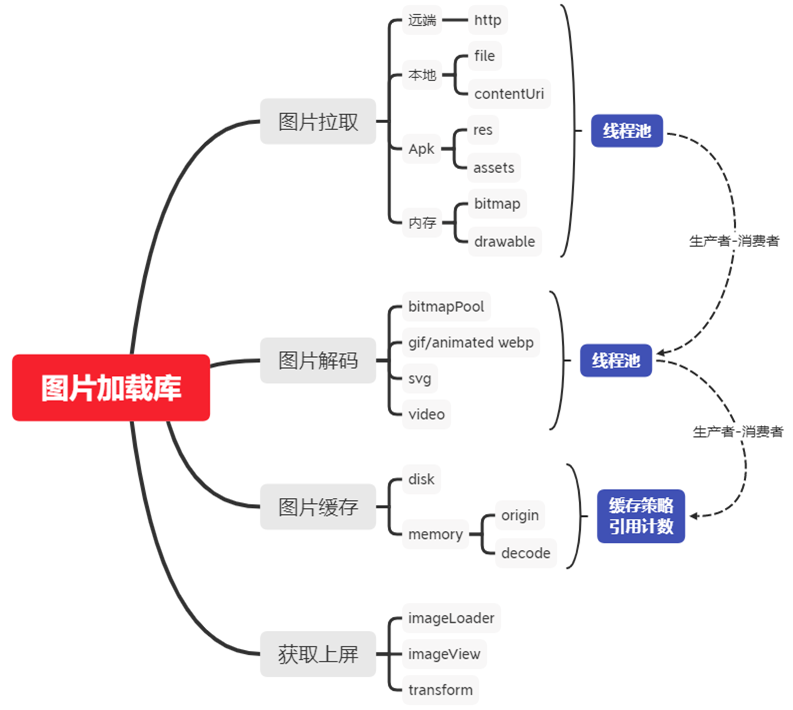 图片加载库
图片拉取
远端
http
本地
file
contentUri
Apk
res
assets
内存
bitmap
drawable
线程池
生产者-消费者
图片解码
bitmapPool
gif/animated webp
svg
video
线程池
生产者-消费者
图片缓存
disk
memory
origin
decode
缓存策略
引用计数
获取上屏
imageLoader
imageView
transform